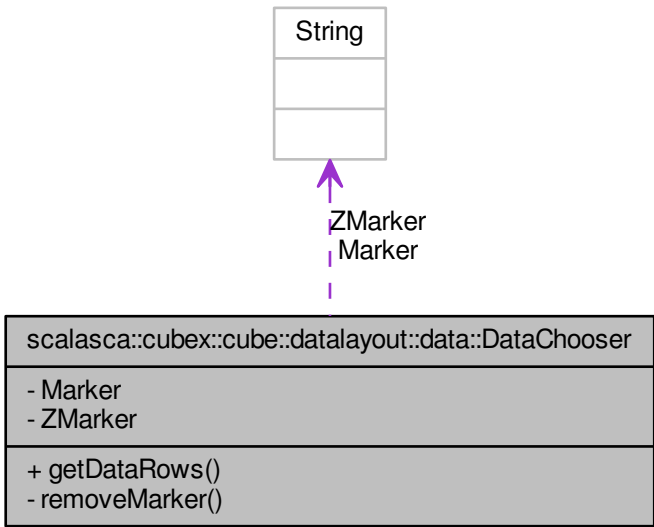 String
ZMarker
Marker
scalasca::cubex::cube::datalayout::data::DataChooser
- Marker
- ZMarker
+ getDataRows()
- removeMarker()